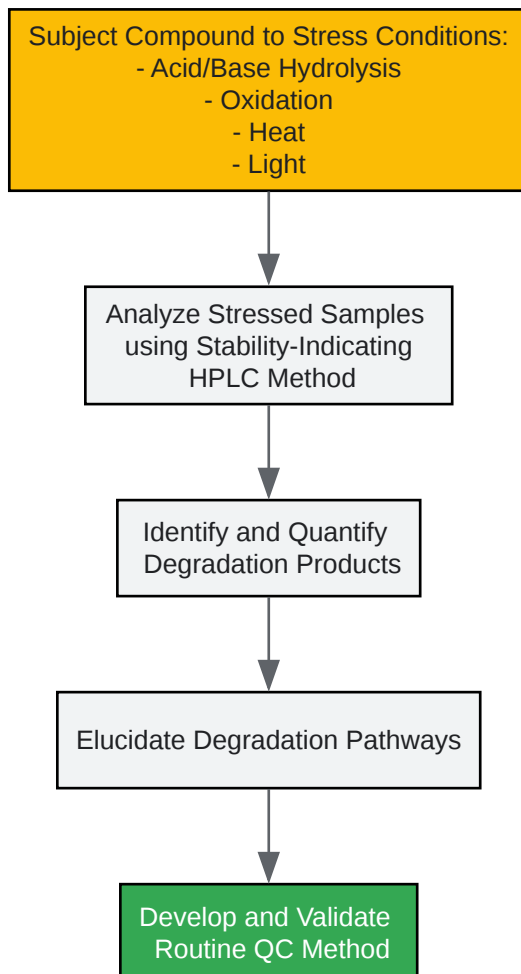 Subject Compound to Stress Conditions:
- Acid/Base Hydrolysis
- Oxidation
- Heat
- Light
Analyze Stressed Samples
using Stability-Indicating
HPLC Method
Identify and Quantify
Degradation Products
Elucidate Degradation Pathways
Develop and Validate
Routine QC Method